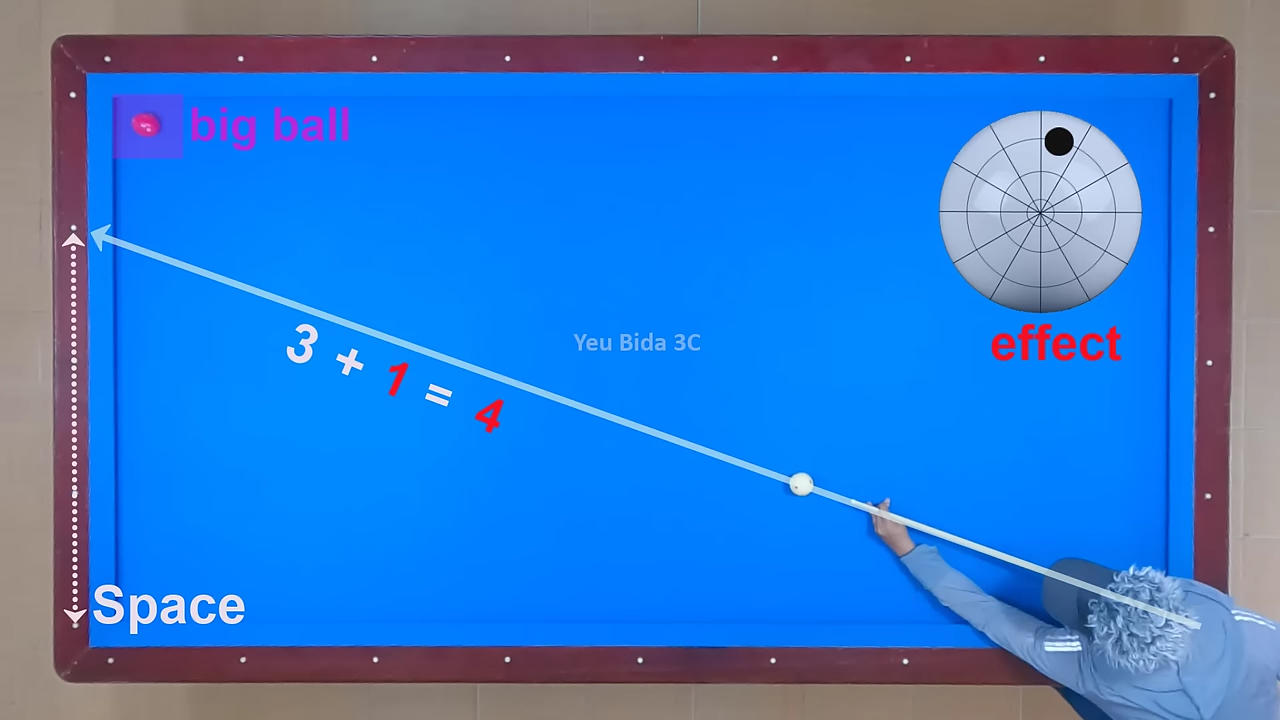 big ball
effect
Yeu Bida 3C
3 + 1 = 4
Space